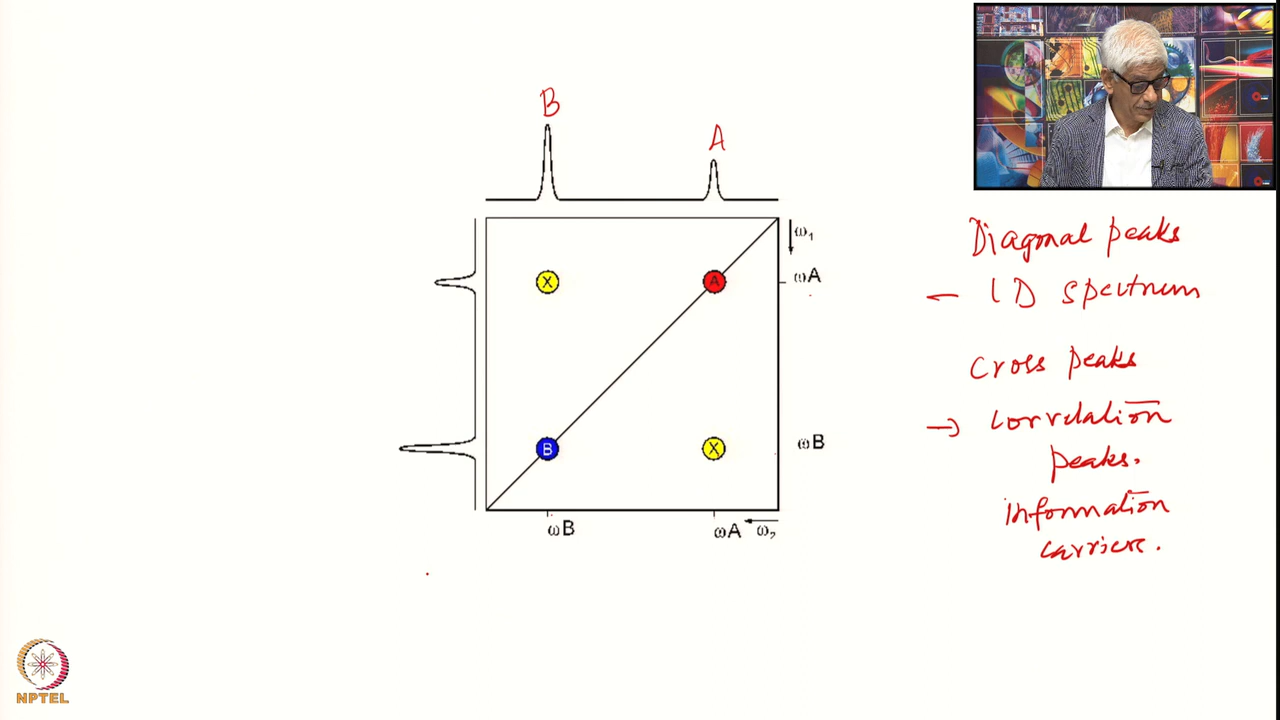 B
A
ω₁
X
A
ωA
B
X
ωB
ωB
ωA
ω₂
Diagonal peaks
1D spectrum
Cross peaks
→ Correlation
peaks.
Information
carriers.
NPTEL